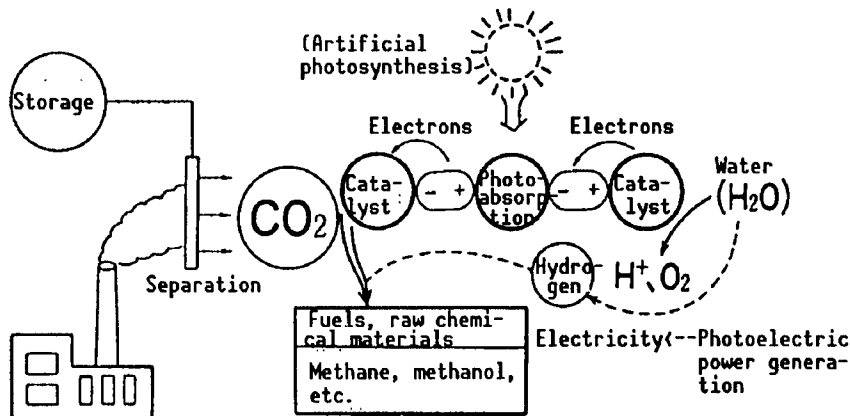 (Artificial
photosynthesis)
Storage
Electrons
Electrons
Cata-
lyst
- +
Photo-
absorp-
tion
- +
Cata-
lyst
Water
(H₂O)
CO₂
Separation
Hydro-
gen
H⁺、O₂
Fuels, raw chemi-
cal materials
Methane, methanol,
etc.
Electricity<--Photoelectric
power genera-
tion